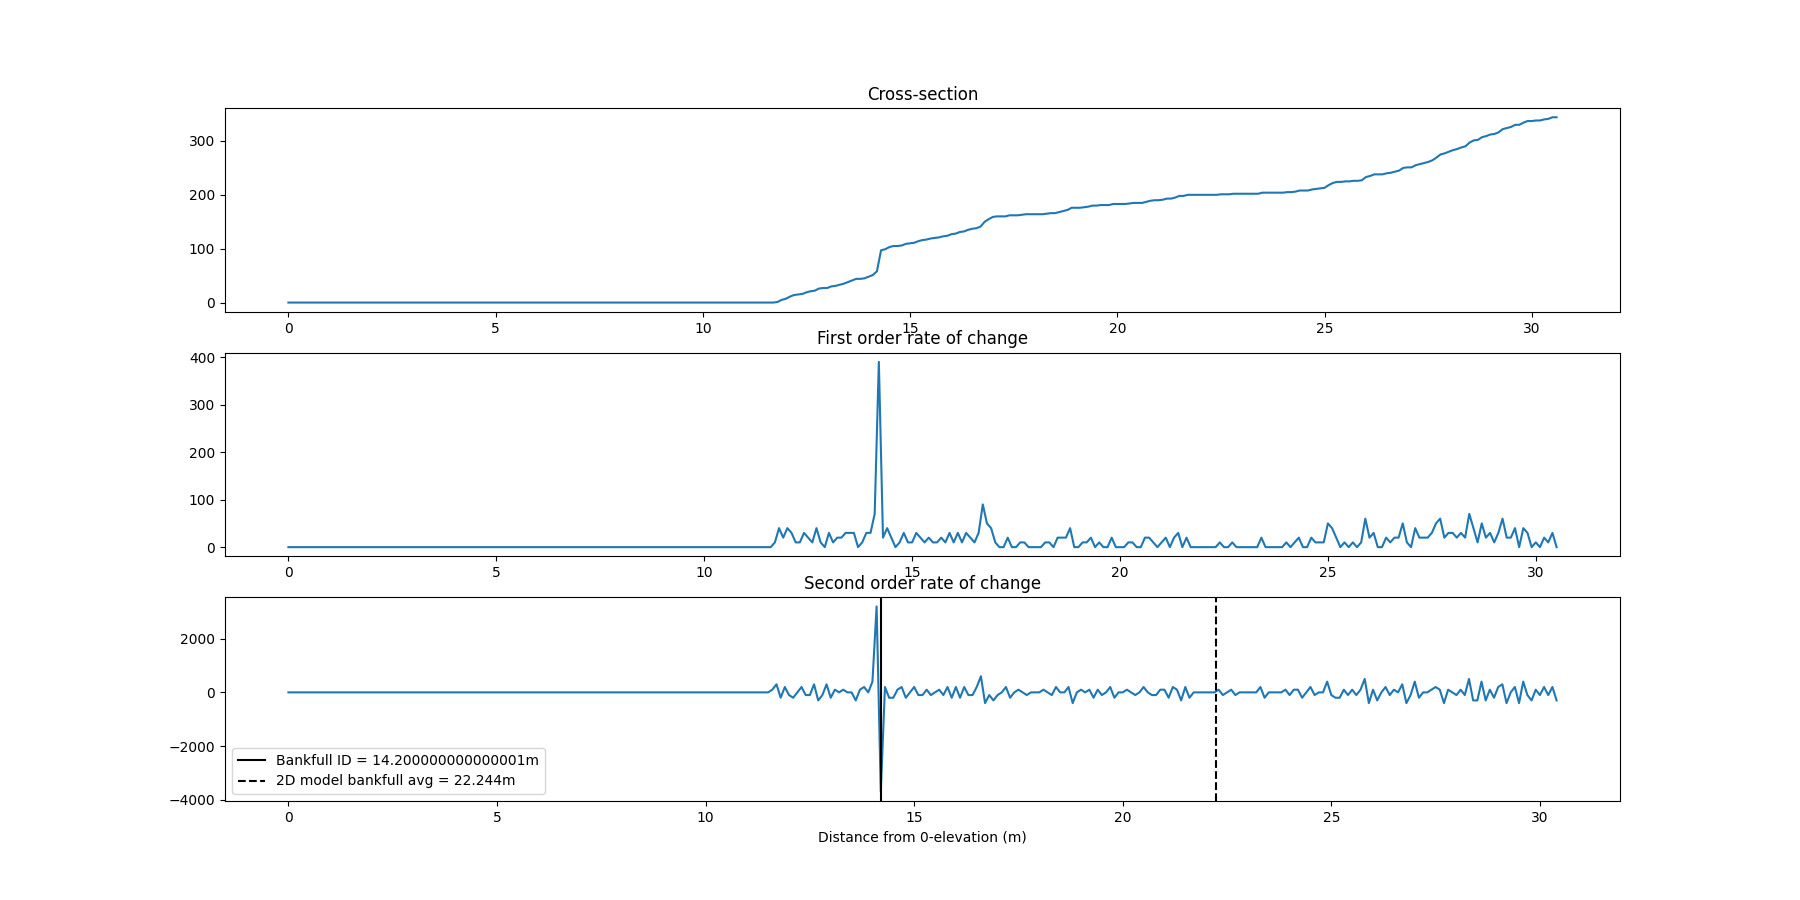 Cross-section
300
200
100
0
0 5 10 15 20 25 30
First order rate of change
400
300
200
100
0
0 5 10 15 20 25 30
Second order rate of change
2000
0
−2000
−4000
Bankfull ID = 14.200000000000001m
2D model bankfull avg = 22.244m
0 5 10 15 20 25 30
Distance from 0-elevation (m)